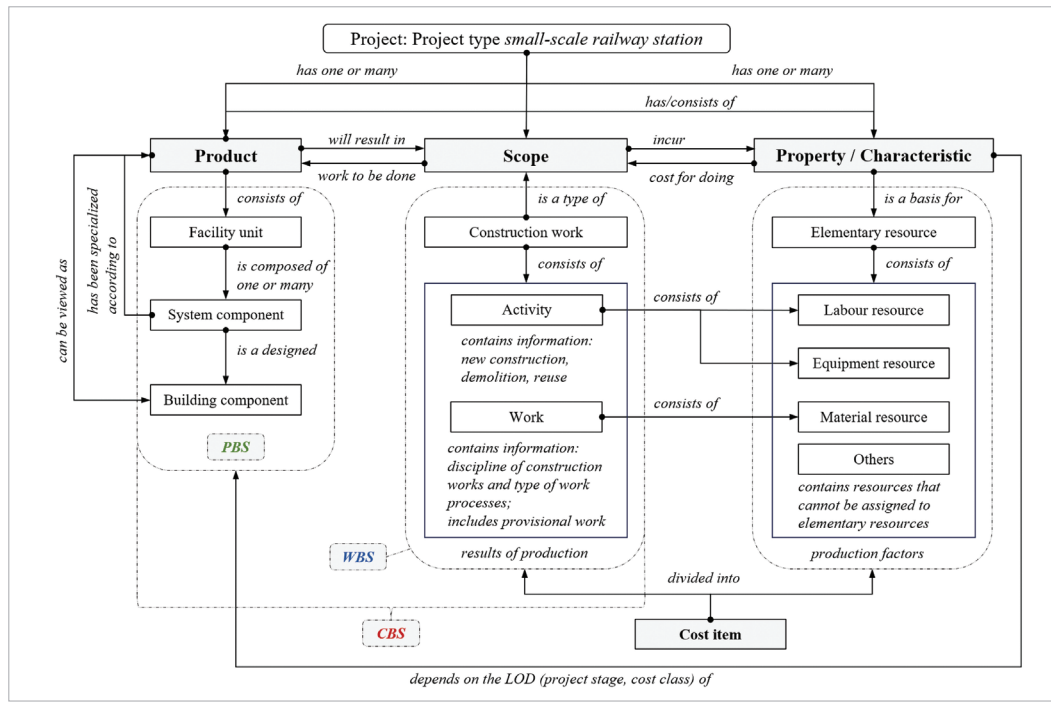 Project: Project type small-scale railway station
has one or many
has one or many
has/consists of
Product
will result in
work to be done
Scope
incur
cost for doing
Property / Characteristic
can be viewed as
has been specialized
according to
consists of
Facility unit
is composed of
one or many
System component
is a designed
Building component
PBS
is a type of
Construction work
consists of
Activity
contains information:
new construction,
demolition, reuse
Work
contains information:
discipline of construction
works and type of work
processes;
includes provisional work
results of production
WBS
consists of
consists of
is a basis for
Elementary resource
consists of
Labour resource
Equipment resource
Material resource
Others
contains resources that
cannot be assigned to
elementary resources
production factors
divided into
CBS
Cost item
depends on the LOD (project stage, cost class) of